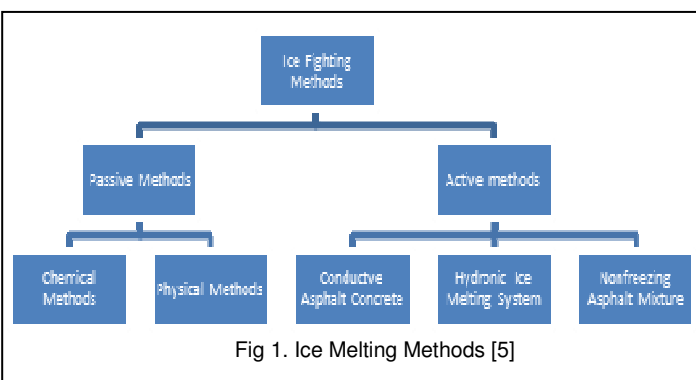 Ice Fighting
Methods
Passive Methods
Active methods
Chemical
Methods
Physical Methods
Conductive
Asphalt Concrete
Hydronic Ice
Melting System
Nonfreezing
Asphalt Mixture
Fig 1. Ice Melting Methods [5]